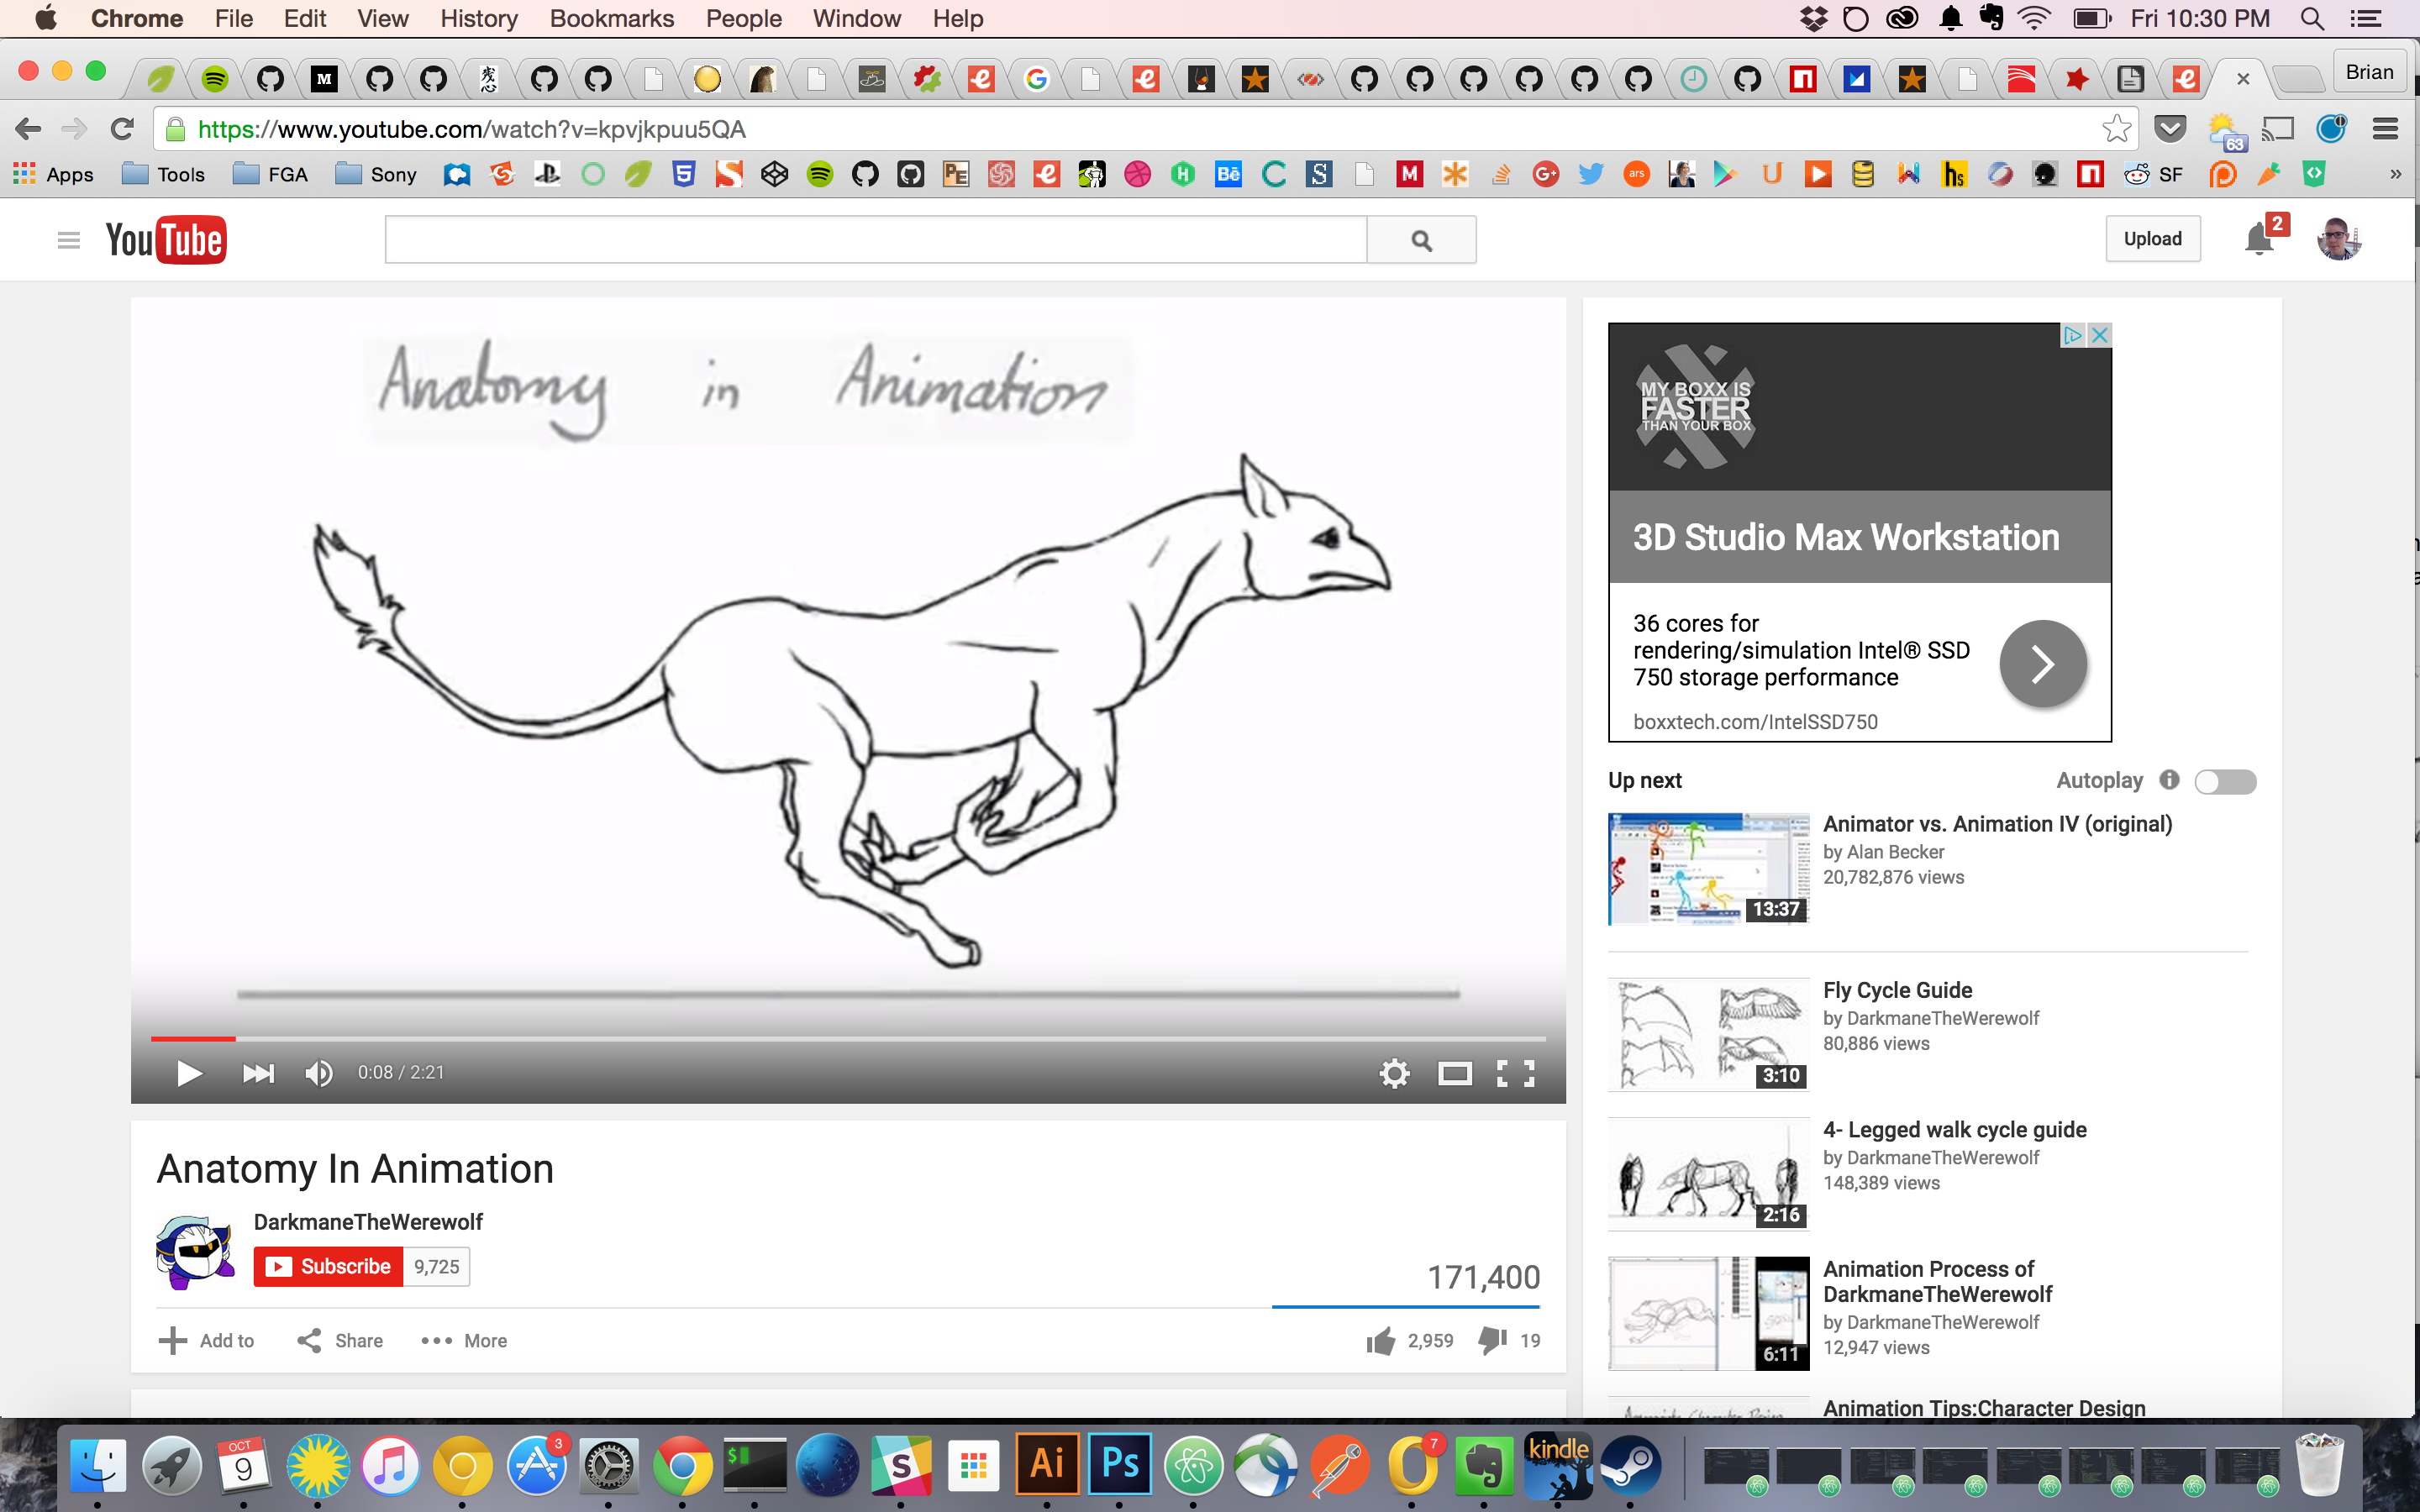 Chrome File Edit View History Bookmarks People Window Help Fri 10:30 PM
Brian
https://www.youtube.com/watch?v=kpvjkpuu5QA
63
Apps Tools FGA Sony SF »
YouTube
Upload
2
Anatomy in Animation
MY BOXX IS
FASTER
THAN YOUR BOX
3D Studio Max Workstation
36 cores for
rendering/simulation Intel® SSD
750 storage performance
boxxtech.com/IntelSSD750
Up next Autoplay
Animator vs. Animation IV (original)
by Alan Becker
20,782,876 views
13:37
Fly Cycle Guide
by DarkmaneTheWerewolf
80,886 views
3:10
4- Legged walk cycle guide
by DarkmaneTheWerewolf
148,389 views
2:16
Animation Process of
DarkmaneTheWerewolf
by DarkmaneTheWerewolf
12,947 views
6:11
Animation Tips:Character Design
0:08 / 2:21
Anatomy In Animation
DarkmaneTheWerewolf
Subscribe 9,725
171,400
Add to Share More 2,959 19
OCT
9
3
$
S
Ai
Ps
7
kindle